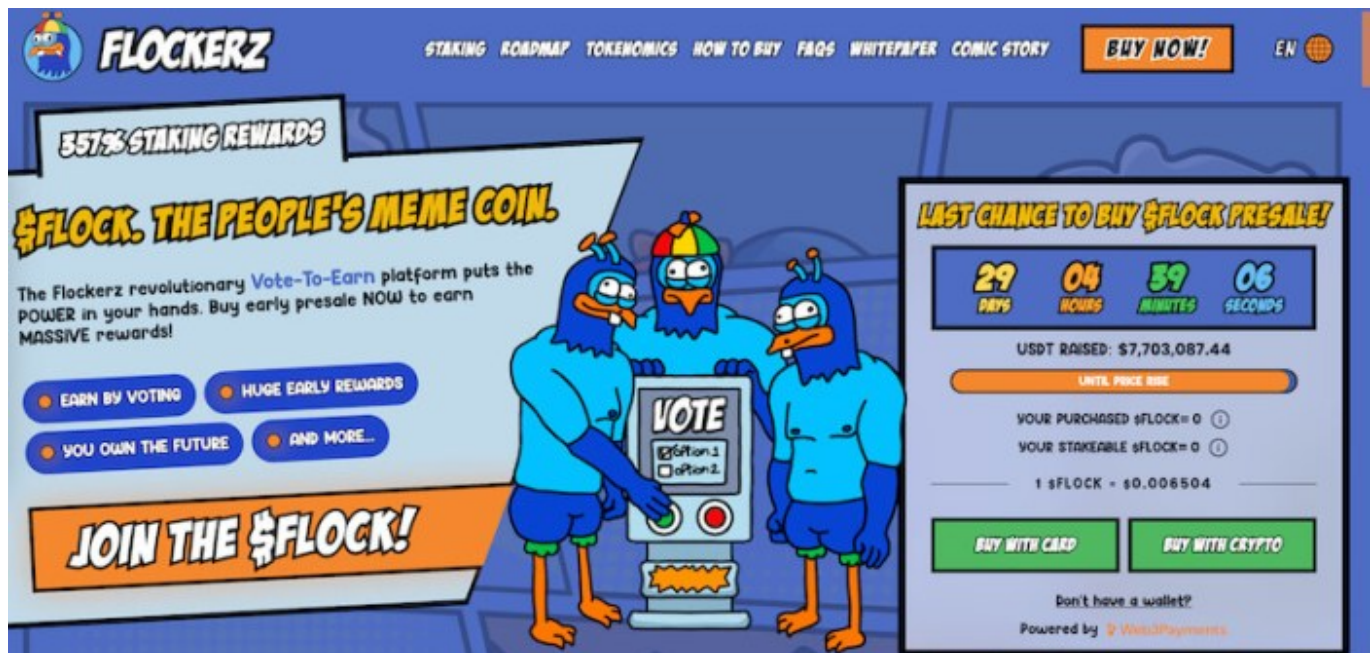 FLOCKERZ
STAKING ROADMAP TOKENOMICS HOW TO BUY FAQS WHITEPAPER COMIC STORY
BUY NOW!
EN
357% STAKING REWARDS
$FLOCK. THE PEOPLE'S MEME COIN.
The Flockerz revolutionary Vote-To-Earn platform puts the
POWER in your hands. Buy early presale NOW to earn
MASSIVE rewards!
EARN BY VOTING
HUGE EARLY REWARDS
YOU OWN THE FUTURE
AND MORE...
JOIN THE $FLOCK!
VOTE
Option 1
option 2
LAST CHANCE TO BUY $FLOCK PRESALE!
29 04 39 06
DAYS HOURS MINUTES SECONDS
USDT RAISED: $7,703,087.44
UNTIL PRICE RISE
YOUR PURCHASED $FLOCK= 0
YOUR STAKEABLE $FLOCK= 0
1 $FLOCK = $0.006504
BUY WITH CARD
BUY WITH CRYPTO
Don't have a wallet?
Powered by Web3Payments